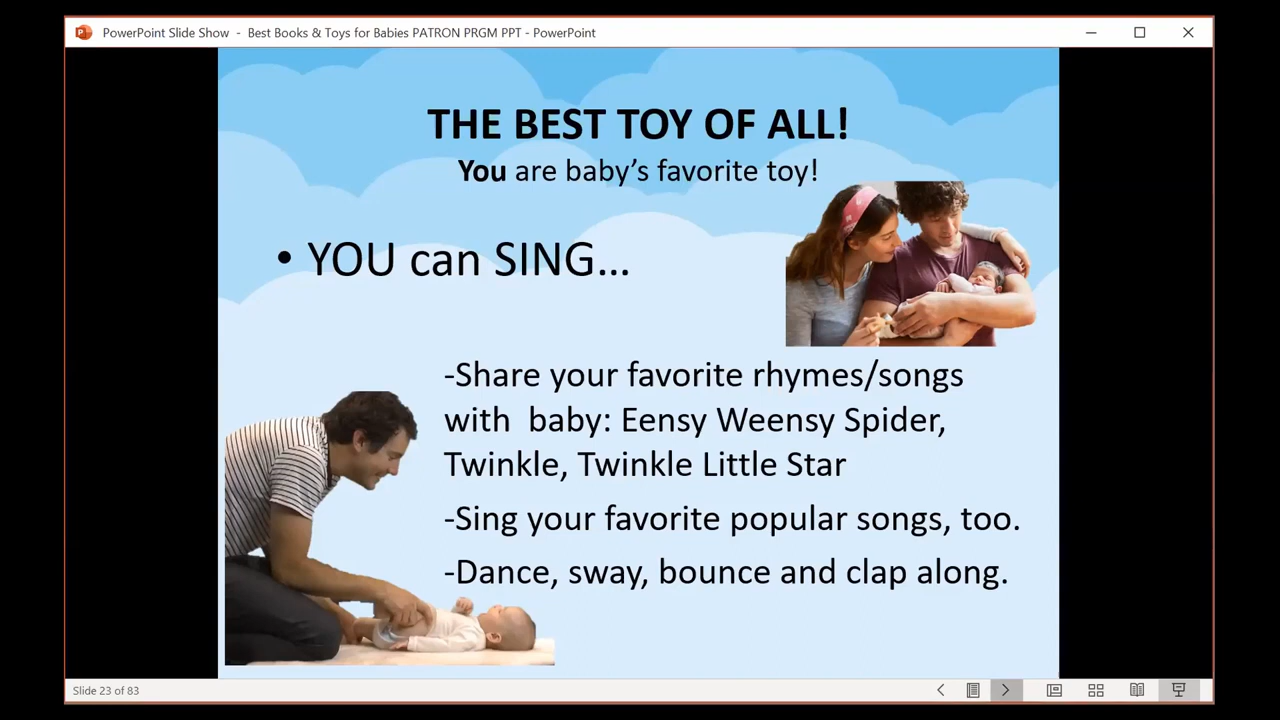 PowerPoint Slide Show - Best Books & Toys for Babies PATRON PRGM PPT - PowerPoint
THE BEST TOY OF ALL!
You are baby's favorite toy!
• YOU can SING...
-Share your favorite rhymes/songs
with baby: Eensy Weensy Spider,
Twinkle, Twinkle Little Star
-Sing your favorite popular songs, too.
-Dance, sway, bounce and clap along.
Slide 23 of 83